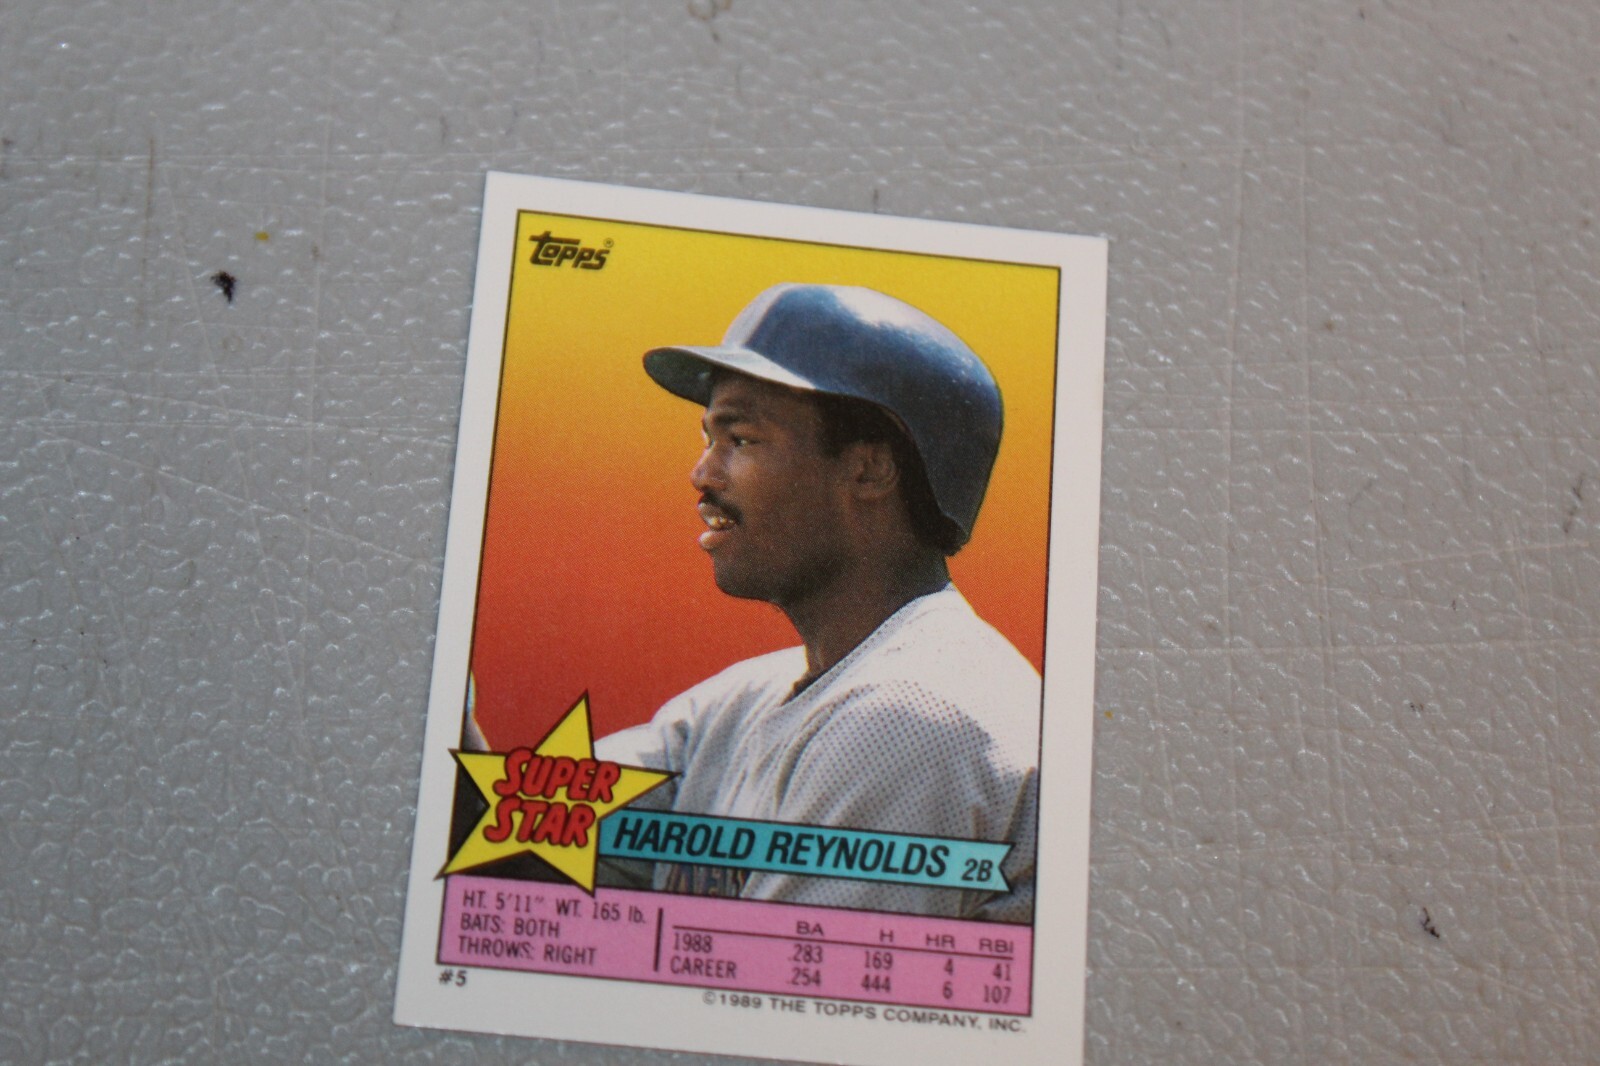 Topps®
SUPER
STAR
HAROLD REYNOLDS 2B
HT. 5'11" WT. 165 lb.
BATS: BOTH
THROWS: RIGHT
BA H HR RBI
1988 .283 169 4 41
CAREER .254 444 6 107
#5
©1989 THE TOPPS COMPANY, INC.